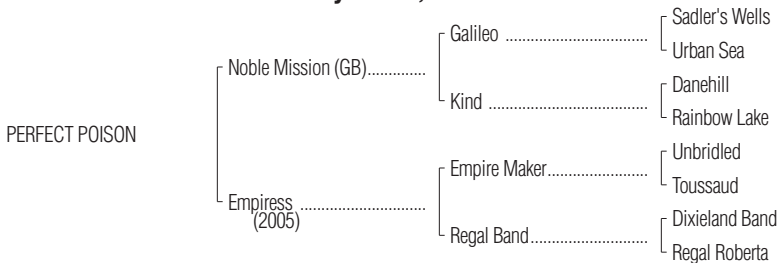 Sadler's Wells
Galileo ................................................
Urban Sea
Noble Mission (GB)..............
Danehill
Kind ......................................................
Rainbow Lake
PERFECT POISON
Unbridled
Empire Maker..................................
Toussaud
Empiress ..................................
(2005)
Dixieland Band
Regal Band.......................................
Regal Roberta